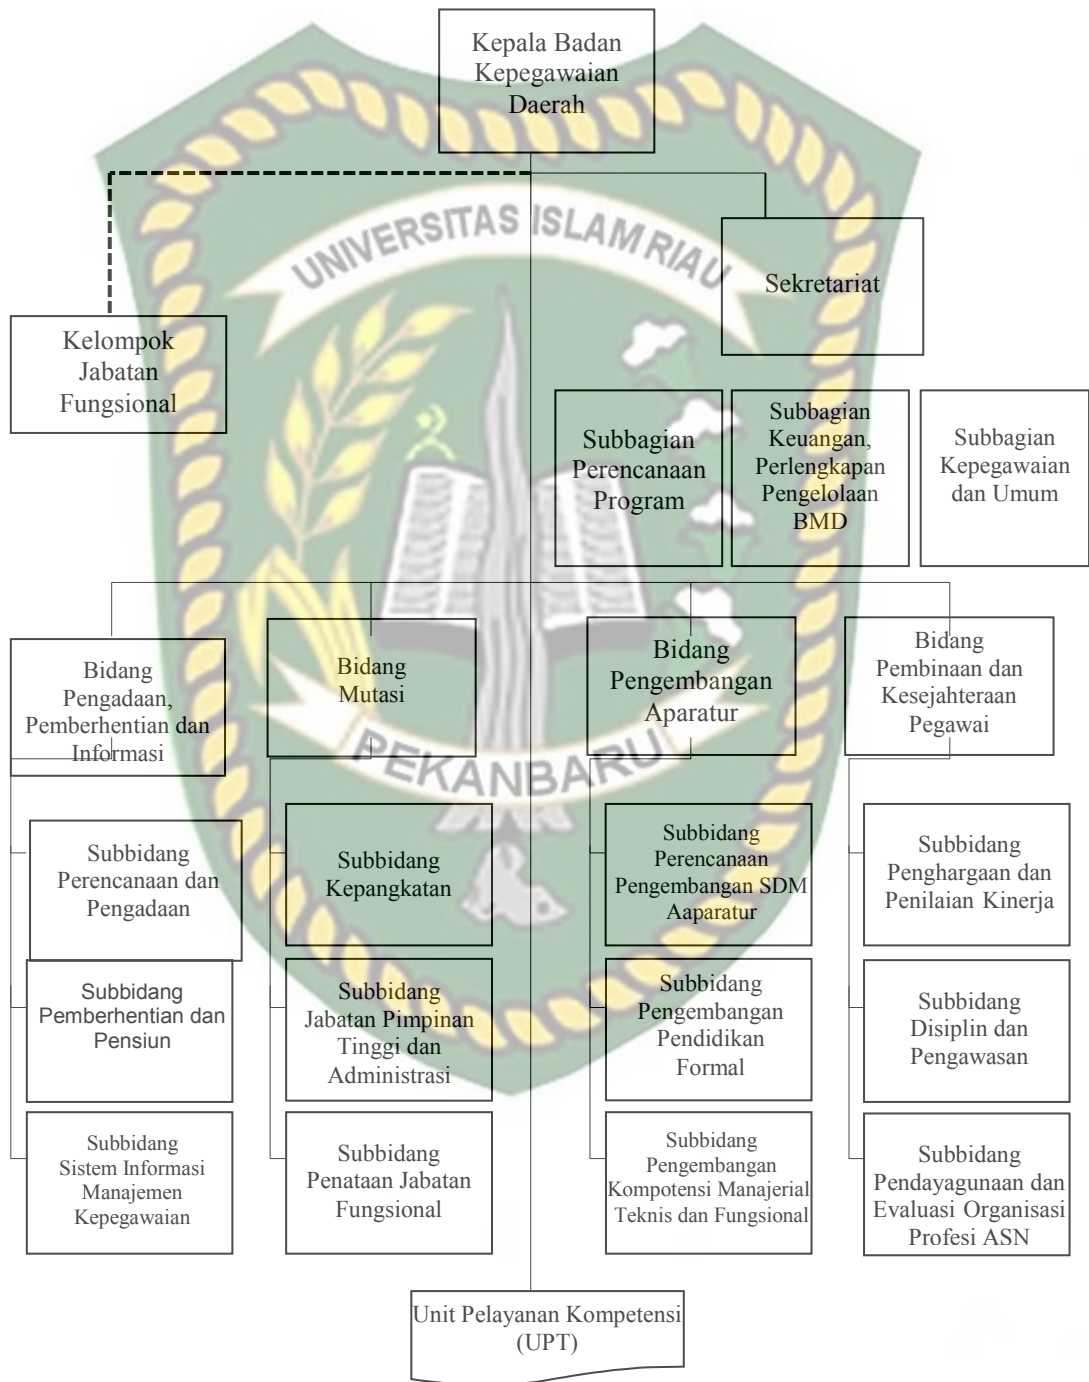 Kepala Badan
Kepegawaian
Daerah
UNIVERSITAS ISLAM RIAU
Sekretariat
Kelompok
Jabatan
Fungsional
Subbagian
Perencanaan
Program
Subbagian
Keuangan,
Perlengkapan
Pengelolaan
BMD
Subbagian
Kepegawaian
dan Umum
Bidang
Pengadaan,
Pemberhentian dan
Informasi
Bidang
Mutasi
Bidang
Pengembangan
Aparatur
Bidang
Pembinaan dan
Kesejahteraan
Pegawai
PEKANBARU
Subbidang
Perencanaan dan
Pengadaan
Subbidang
Kepangkatan
Subbidang
Perencanaan
Pengembangan SDM
Aaparatur
Subbidang
Penghargaan dan
Penilaian Kinerja
Subbidang
Pemberhentian dan
Pensiun
Subbidang
Jabatan Pimpinan
Tinggi dan
Administrasi
Subbidang
Pengembangan
Pendidikan
Formal
Subbidang
Disiplin dan
Pengawasan
Subbidang
Sistem Informasi
Manajemen
Kepegawaian
Subbidang
Penataan Jabatan
Fungsional
Subbidang
Pengembangan
Kompotensi Manajerial
Teknis dan Fungsional
Subbidang
Pendayagunaan dan
Evaluasi Organisasi
Profesi ASN
Unit Pelayanan Kompetensi
(UPT)